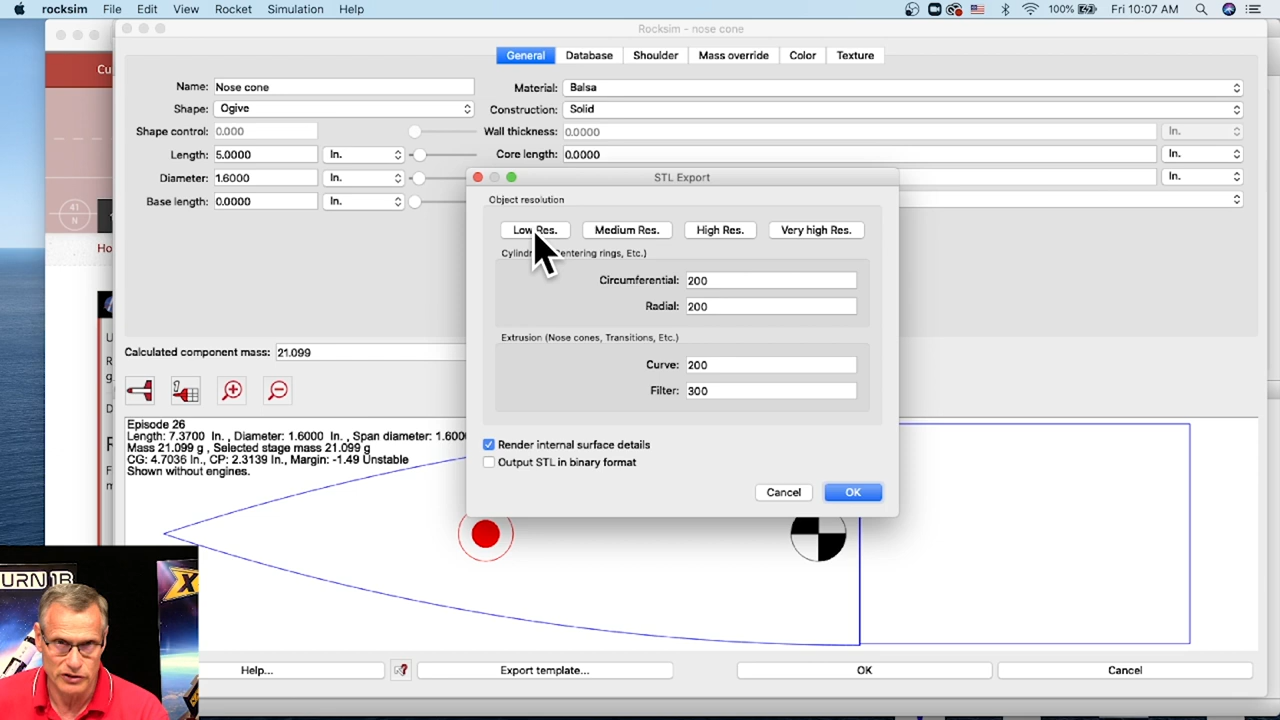 rocksim File Edit View Rocket Simulation Help 100% Fri 10:07 AM
Rocksim - nose cone
General Database Shoulder Mass override Color Texture
Cu
Name: Nose cone
Material: Balsa
Shape: Ogive
Construction: Solid
Shape control: 0.000
Wall thickness: 0.0000 In.
Length: 5.0000 In.
Core length: 0.0000 In.
Diameter: 1.6000 In.
In.
Base length: 0.0000 In.
41
N
Ho
STL Export
Object resolution
Low Res. Medium Res. High Res. Very high Res.
Circumferential: 200
Radial: 200
Extrusion (Nose cones, Transitions, Etc.)
Curve: 200
Filter: 300
Render internal surface details
Output STL in binary format
Cancel OK
Calculated component mass: 21.099
Episode 26
Length: 7.3700 In. , Diameter: 1.6000 In. , Span diameter: 1.6000
Mass 21.099 g , Selected stage mass 21.099 g
CG: 4.7036 In., CP: 2.3139 In., Margin: -1.49 Unstable
Shown without engines.
URN 1B
X
Help... Export template... OK Cancel